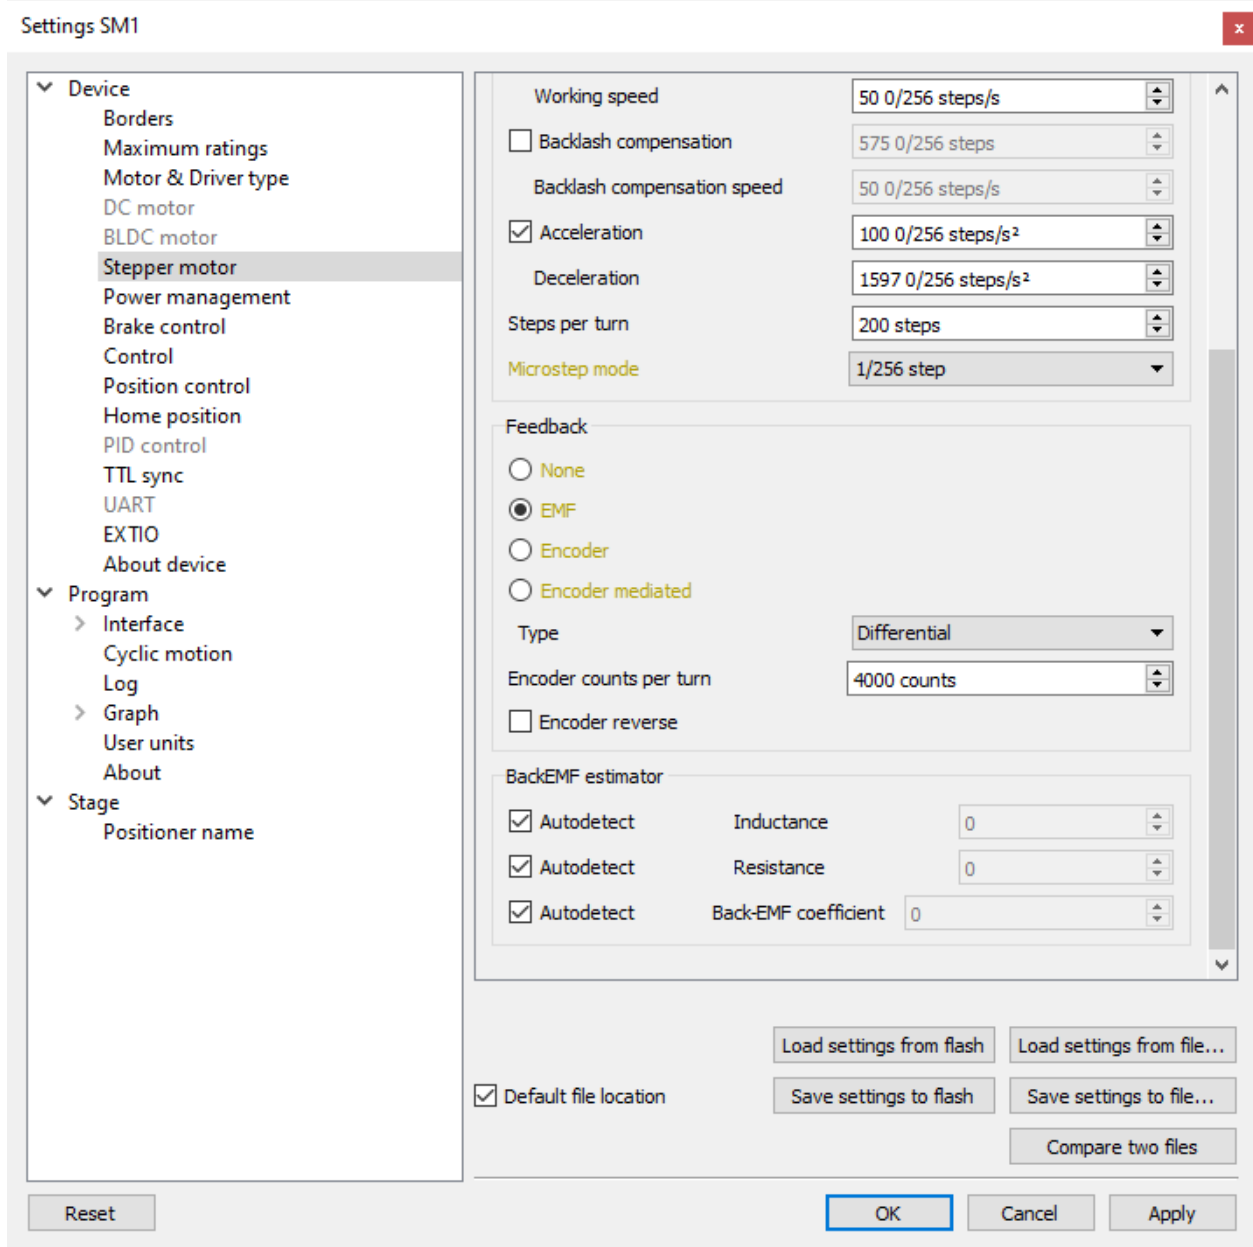 Settings SM1
x
Device
Borders
Maximum ratings
Motor & Driver type
DC motor
BLDC motor
Stepper motor
Power management
Brake control
Control
Position control
Home position
PID control
TTL sync
UART
EXTIO
About device
Program
Interface
Cyclic motion
Log
Graph
User units
About
Stage
Positioner name
Working speed 50 0/256 steps/s
Backlash compensation 575 0/256 steps
Backlash compensation speed 50 0/256 steps/s
Acceleration 100 0/256 steps/s²
Deceleration 1597 0/256 steps/s²
Steps per turn 200 steps
Microstep mode 1/256 step
Feedback
None
EMF
Encoder
Encoder mediated
Type Differential
Encoder counts per turn 4000 counts
Encoder reverse
BackEMF estimator
Autodetect Inductance 0
Autodetect Resistance 0
Autodetect Back-EMF coefficient 0
Load settings from flash Load settings from file...
Default file location Save settings to flash Save settings to file...
Compare two files
Reset OK Cancel Apply